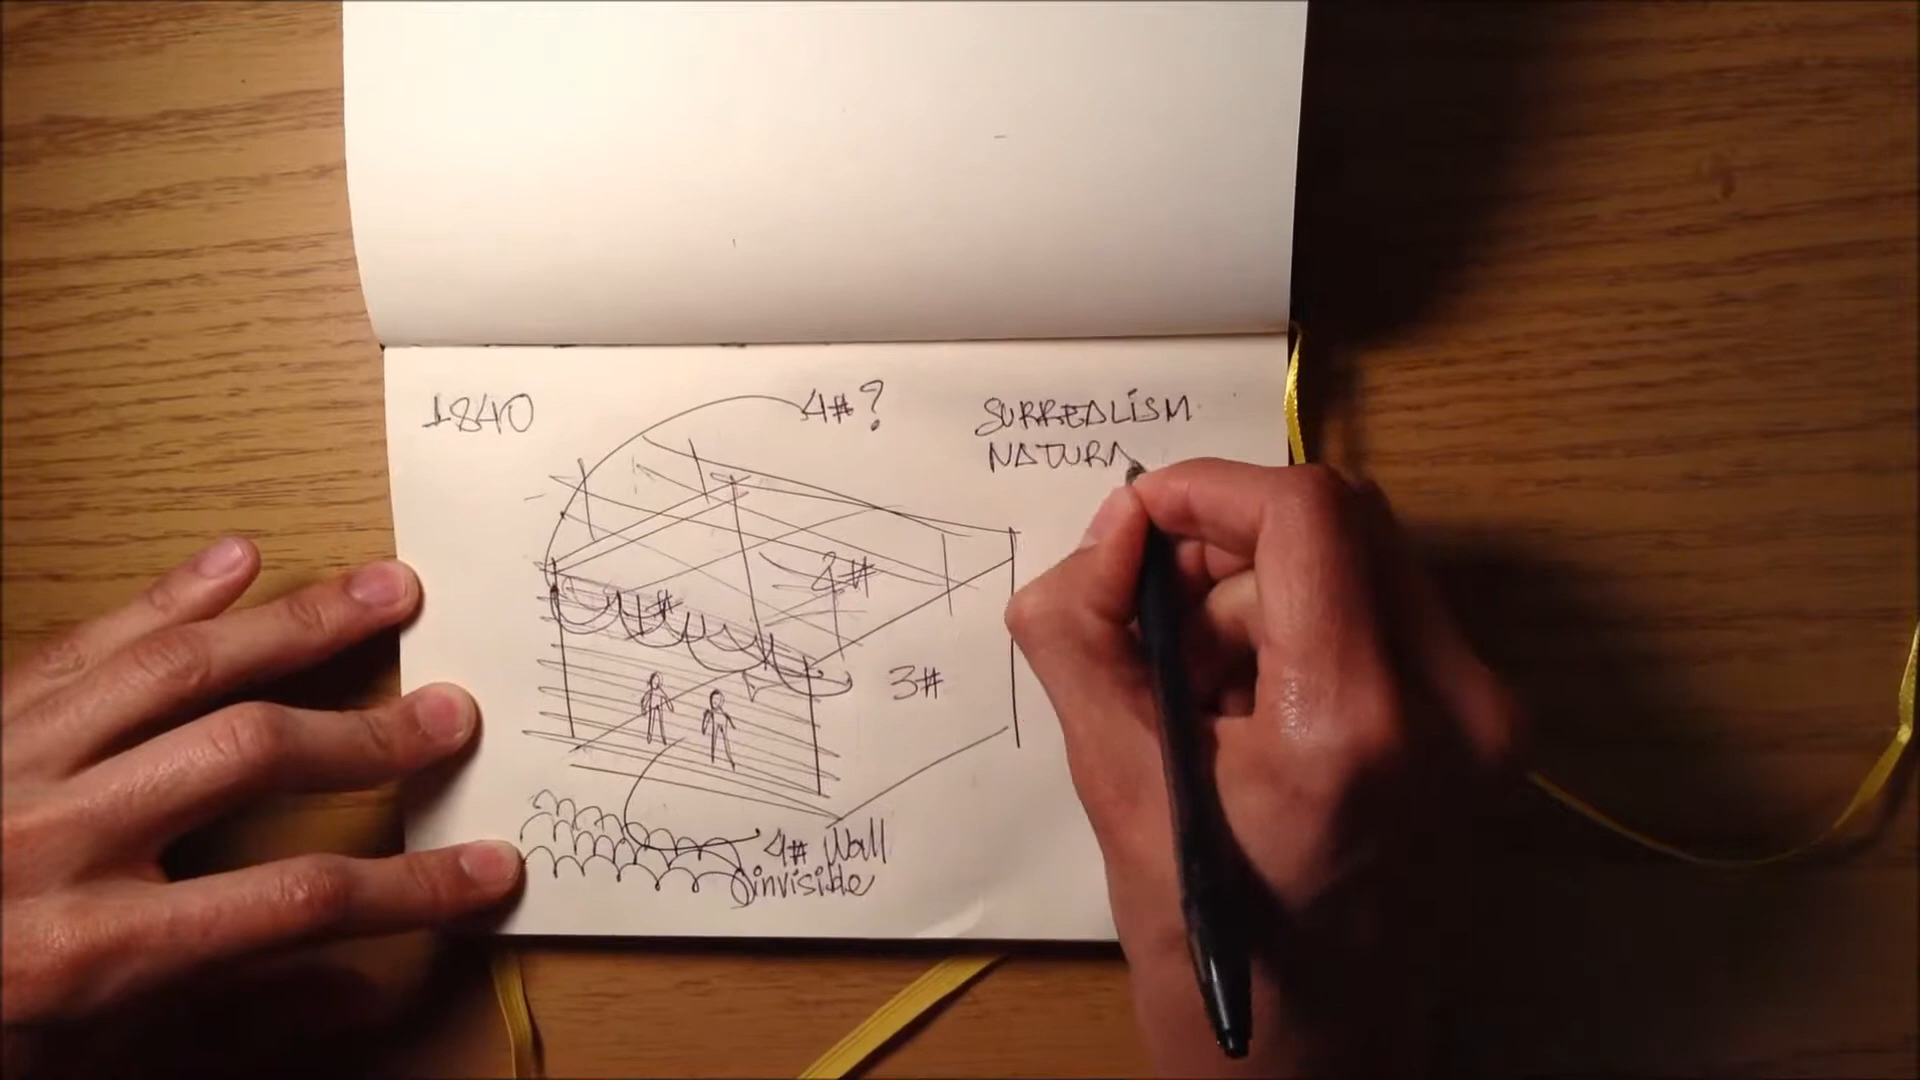 1840
4#?
SURREALISM
NATURA
2#
1#
3#
4# Wall
invisible